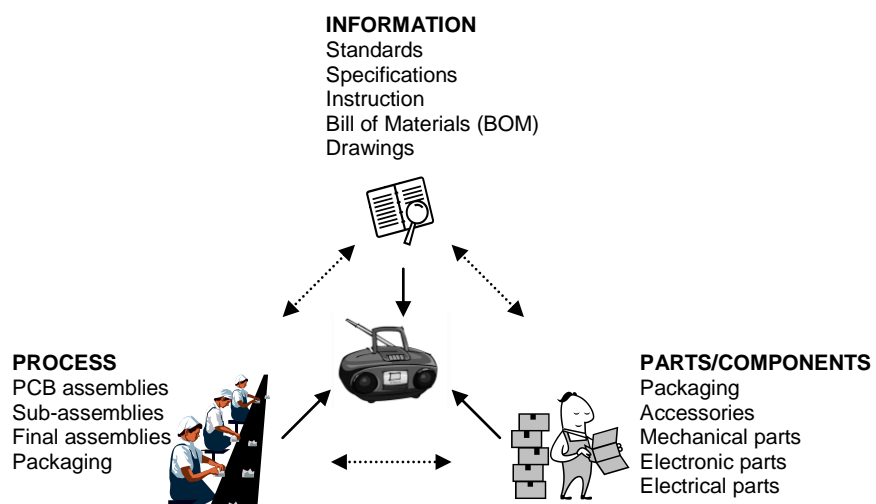 INFORMATION
Standards
Specifications
Instruction
Bill of Materials (BOM)
Drawings
PROCESS
PCB assemblies
Sub-assemblies
Final assemblies
Packaging
PARTS/COMPONENTS
Packaging
Accessories
Mechanical parts
Electronic parts
Electrical parts